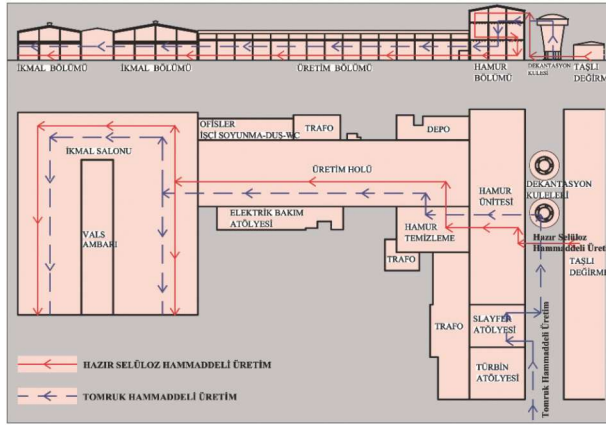 İKMAL BÖLÜMÜ
İKMAL BÖLÜMÜ
ÜRETİM BÖLÜMÜ
HAMUR
BÖLÜMÜ
DEKANTASYON
KULESİ
TAŞLI
DEĞİRM
OFİSLER
İŞÇİ SOYUNMA-DUŞ-WC
TRAFO
DEPO
İKMAL SALONU
ÜRETİM HOLÜ
HAMUR
ÜNİTESİ
DEKANTASYON
KULELERİ
VALS
AMBARI
ELEKTRİK BAKIM
ATÖLYESİ
HAMUR
TEMİZLEME
Hazır Selüloz
Hammaddeli Üreti
TAŞLI
DEĞİRME
TRAFO
TRAFO
SLAYFER
ATÖLYESİ
TÜRBİN
ATÖLYESİ
Tomruk Hammaddeli Üretim
HAZIR SELÜLOZ HAMMADDELİ ÜRETİM
TOMRUK HAMMADDELİ ÜRETİM